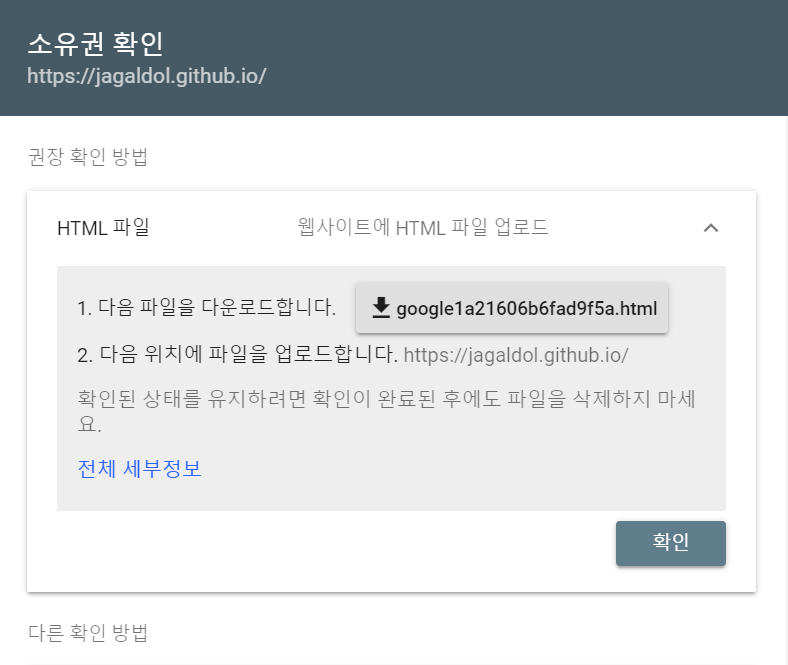 소유권 확인
https://jagaldol.github.io/
권장 확인 방법
HTML 파일 웹사이트에 HTML 파일 업로드
1. 다음 파일을 다운로드합니다. google1a21606b6fad9f5a.html
2. 다음 위치에 파일을 업로드합니다. https://jagaldol.github.io/
확인된 상태를 유지하려면 확인이 완료된 후에도 파일을 삭제하지 마세
요.
전체 세부정보
확인
다른 확인 방법